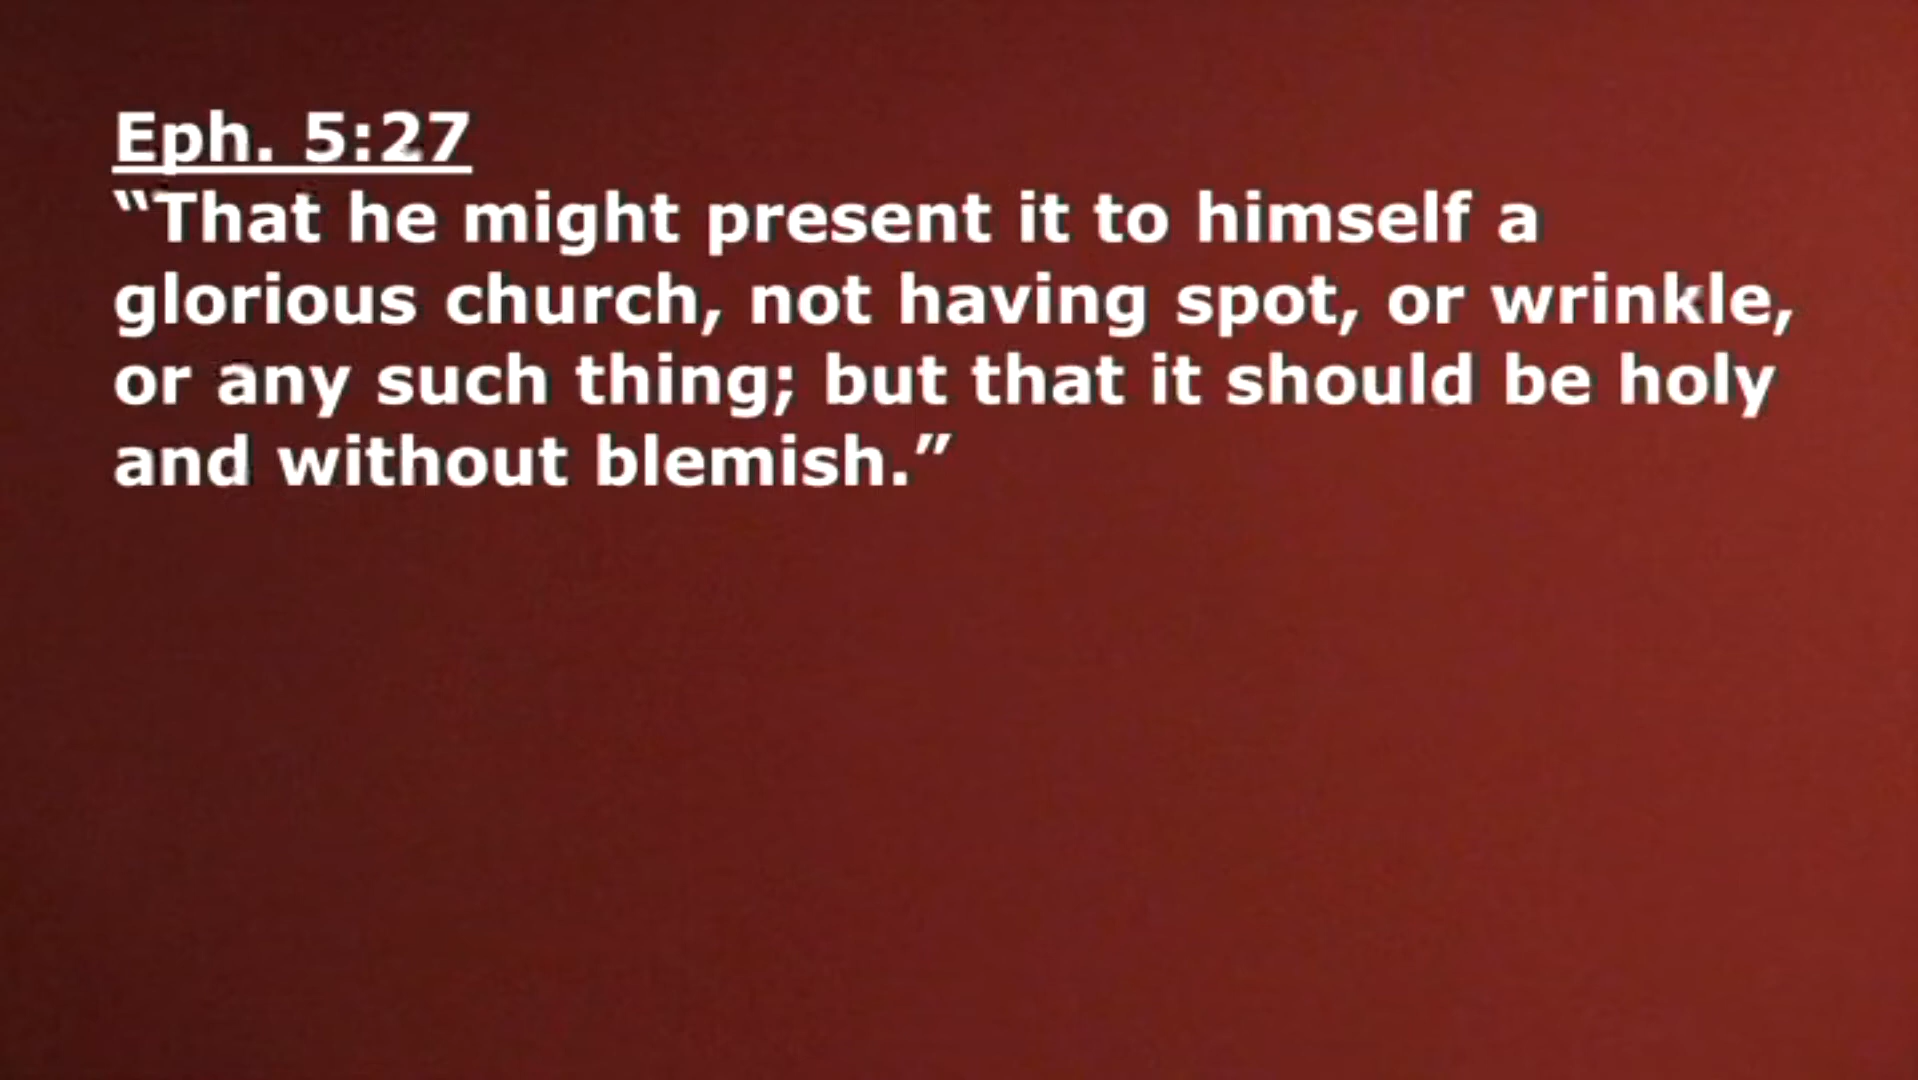 Eph. 5:27
“That he might present it to himself a
glorious church, not having spot, or wrinkle,
or any such thing; but that it should be holy
and without blemish.”